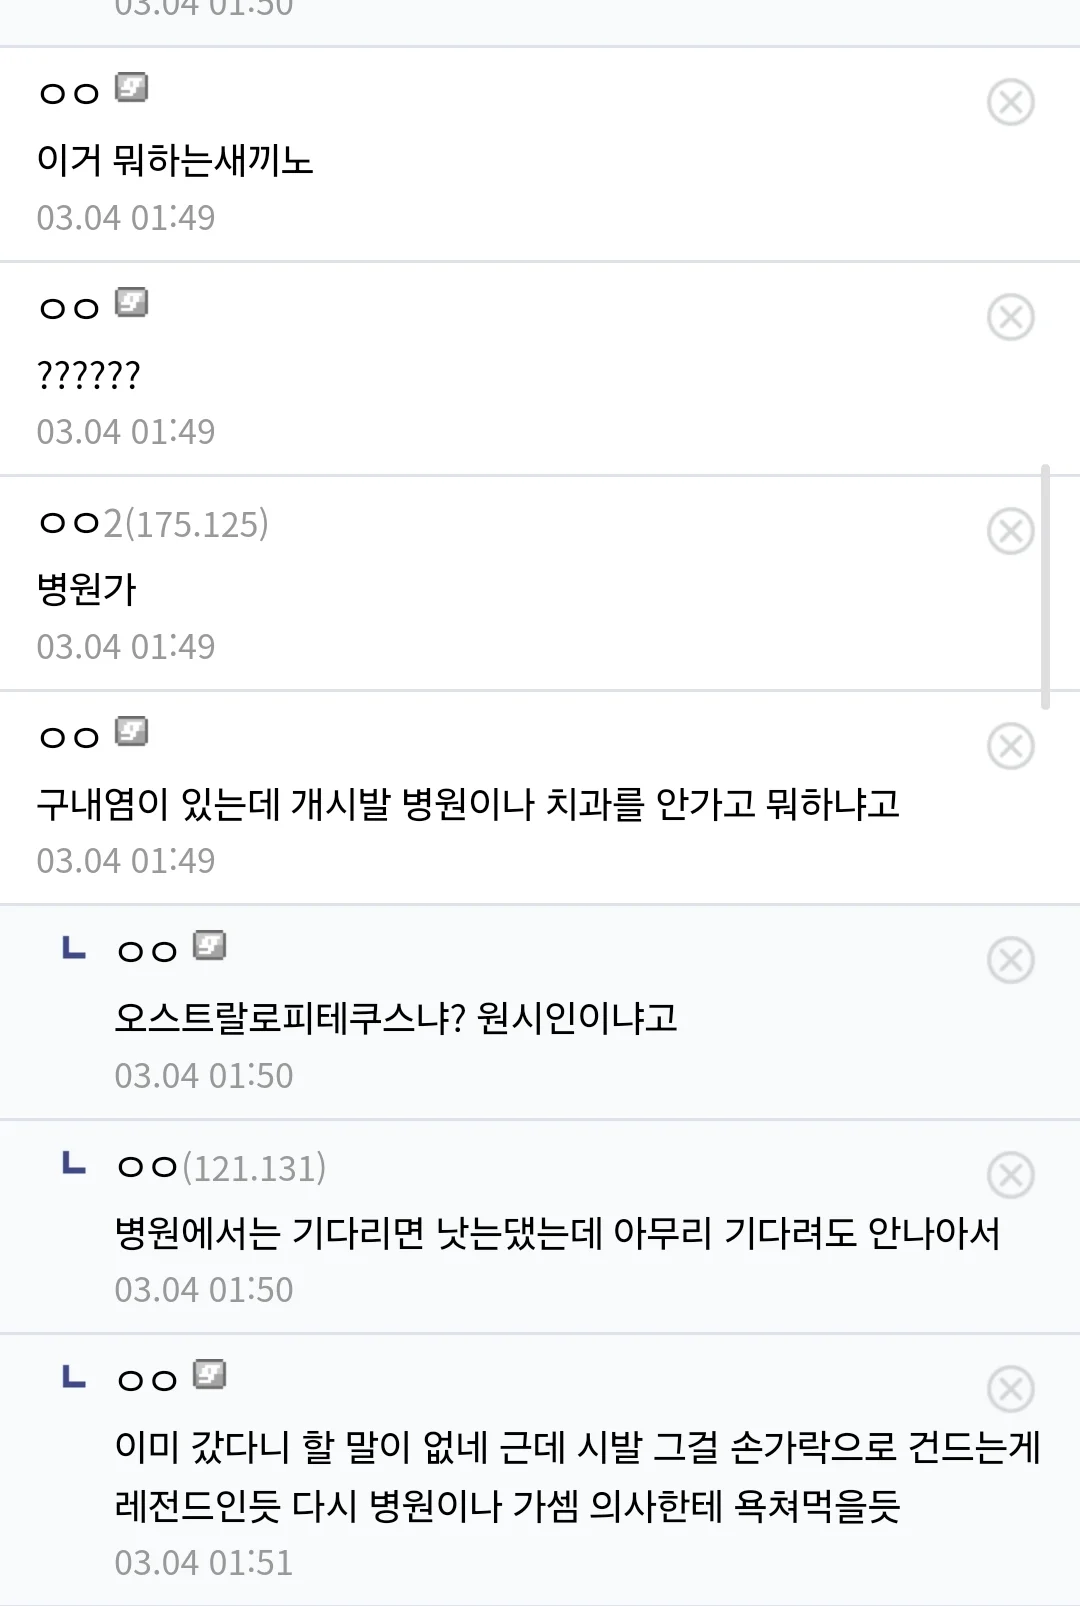 03.04 01:50
ㅇㅇ
이거 뭐하는새끼노
03.04 01:49
ㅇㅇ
??????
03.04 01:49
ㅇㅇ2(175.125)
병원가
03.04 01:49
ㅇㅇ
구내염이 있는데 개시발 병원이나 치과를 안가고 뭐하냐고
03.04 01:49
ㅇㅇ
오스트랄로피테쿠스냐? 원시인이냐고
03.04 01:50
ㅇㅇ(121.131)
병원에서는 기다리면 낫는댔는데 아무리 기다려도 안나아서
03.04 01:50
ㅇㅇ
이미 갔다니 할 말이 없네 근데 시발 그걸 손가락으로 건드는게
레전드인듯 다시 병원이나 가셈 의사한테 욕쳐먹을듯
03.04 01:51